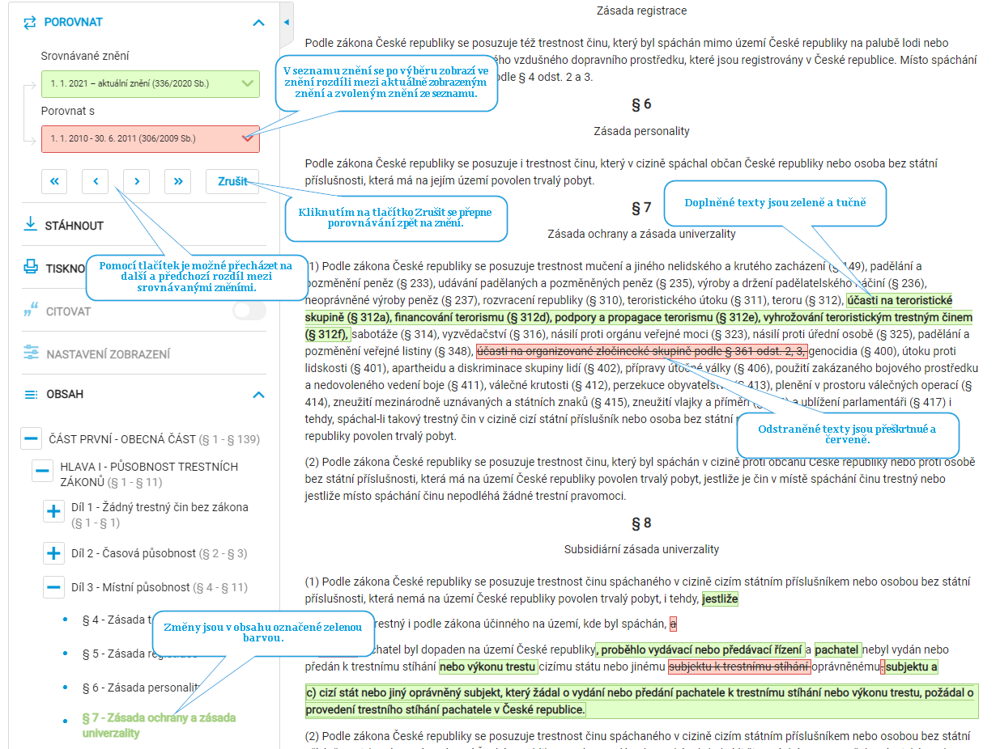 POROVNAT
Srovnávané znění
1. 1. 2021 – aktuální znění (336/2020 Sb.)
Porovnat s
1. 1. 2010 - 30. 6. 2011 (306/2009 Sb.)
Zrušit
STÁHNOUT
TISKNO
CITOVAT
NASTAVENÍ ZOBRAZENÍ
OBSAH
ČÁST PRVNÍ - OBECNÁ ČÁST (§ 1 - § 139)
HLAVA I - PŮSOBNOST TRESTNÍCH
ZÁKONŮ (§ 1 - § 11)
Díl 1 - Žádný trestný čin bez zákona
(§ 1 - § 1)
Díl 2 - Časová působnost (§ 2 - § 3)
Díl 3 - Místní působnost (§ 4 - § 11)
§ 4 - Zásada
§ 5 - Zásada
§ 6 - Zásada personality
§ 7 - Zásada ochrany a zásada
univerzality
V seznamu znění se po výběru zobrazí ve
znění rozdíli mezi aktuálně zobrazeným
znění a zvoleným znění ze seznamu.
Kliknutím na tlačítko Zrušit se přepne
porovnávání zpět na znění.
Pomocí tlačítek je možné přecházet na
další a předchozí rozdíl mezi
srovnávanými zněními.
Změny jsou v obsahu označené zelenou
barvou.
Doplněné texty jsou zeleně a tučně
Odstraněné texty jsou přeškrtnué a
červeně.
Zásada registrace
Podle zákona České republiky se posuzuje též trestnost činu, který byl spáchán mimo území České republiky na palubě lodi nebo
ého vzdušného dopravního prostředku, které jsou registrovány v České republice. Místo spáchání
odle § 4 odst. 2 a 3.
§ 6
Zásada personality
Podle zákona České republiky se posuzuje i trestnost činu, který v cizině spáchal občan České republiky nebo osoba bez státní
příslušnosti, která má na jejím území povolen trvalý pobyt.
§ 7
Zásada ochrany a zásada univerzality
1) Podle zákona České republiky se posuzuje trestnost mučení a jiného nelidského a krutého zacházení (§ 149), padělání a
pozměnění peněz (§ 233), udávání padělaných a pozměněných peněz (§ 235), výroby a držení padělatelského náčiní (§ 236),
neoprávněné výroby peněz (§ 237), rozvracení republiky (§ 310), teroristického útoku (§ 311), teroru (§ 312), účasti na teroristické
skupině (§ 312a), financování terorismu (§ 312d), podpory a propagace terorismu (§ 312e), vyhrožování teroristickým trestným činem
(§ 312f), sabotáže (§ 314), vyzvědačství (§ 316), násilí proti orgánu veřejné moci (§ 323), násilí proti úřední osobě (§ 325), padělání a
pozměnění veřejné listiny (§ 348), účasti na organizované zločinecké skupině podle § 361 odst. 2, 3, genocidia (§ 400), útoku proti
lidskosti (§ 401), apartheidu a diskriminace skupiny lidí (§ 402), přípravy útočné války (§ 406), použití zakázaného bojového prostředku
a nedovoleného vedení boje (§ 411), válečné krutosti (§ 412), perzekuce obyvatelstva (§ 413), plenění v prostoru válečných operací (§
414), zneužití mezinárodně uznávaných a státních znaků (§ 415), zneužití vlajky a příměří a ublížení parlamentáři (§ 417) i
tehdy, spáchal-li takový trestný čin v cizině cizí státní příslušník nebo osoba bez státní
republiky povolen trvalý pobyt.
(2) Podle zákona České republiky se posuzuje trestnost činu, který byl spáchán v cizině proti občanu České republiky nebo proti osobě
bez státní příslušnosti, která má na území České republiky povolen trvalý pobyt, jestliže je čin v místě spáchání činu trestný nebo
jestliže místo spáchání činu nepodléhá žádné trestní pravomoci.
§ 8
Subsidiární zásada univerzality
(1) Podle zákona České republiky se posuzuje trestnost činu spáchaného v cizině cizím státním příslušníkem nebo osobou bez státní
příslušnosti, která nemá na území České republiky povolen trvalý pobyt, i tehdy, jestliže
restný i podle zákona účinného na území, kde byl spáchán, a
chatel byl dopaden na území České republiky, proběhlo vydávací nebo předávací řízení a pachatel nebyl vydán nebo
předán k trestnímu stíhání nebo výkonu trestu cizímu státu nebo jinému subjektu k trestnímu stíhání oprávněnému. subjektu a
c) cizí stát nebo jiný oprávněný subjekt, který žádal o vydání nebo předání pachatele k trestnímu stíhání nebo výkonu trestu, požádal o
provedení trestního stíhání pachatele v České republice.
(2) Podle zákona České republiky se posuzuje trestnost činu spáchaného v cizině cizím státním příslušníkem nebo osobou bez státní